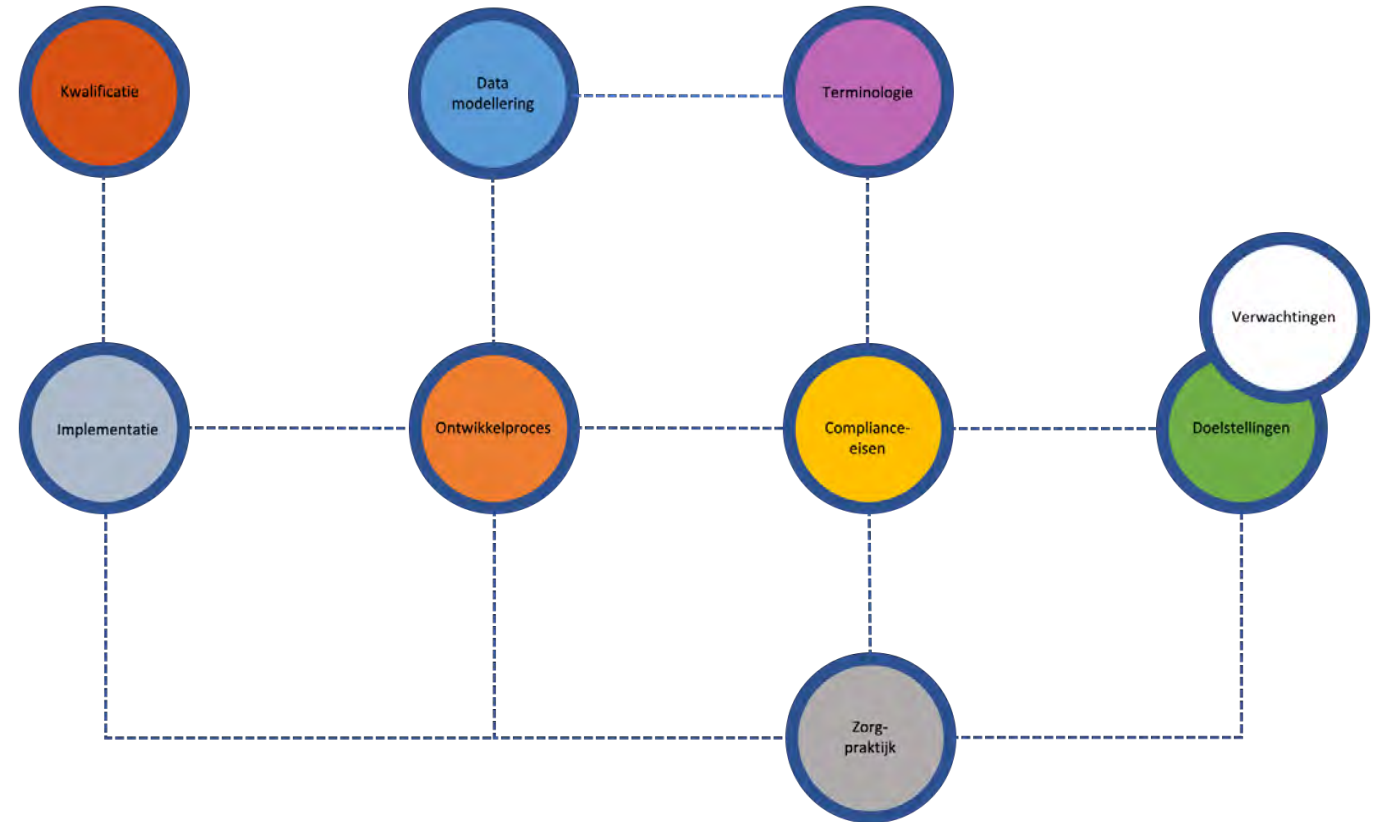 Kwalificatie
Data
modellering
Terminologie
Verwachtingen
Implementatie
Ontwikkelproces
Compliance-
eisen
Doelstellingen
Zorg-
praktijk